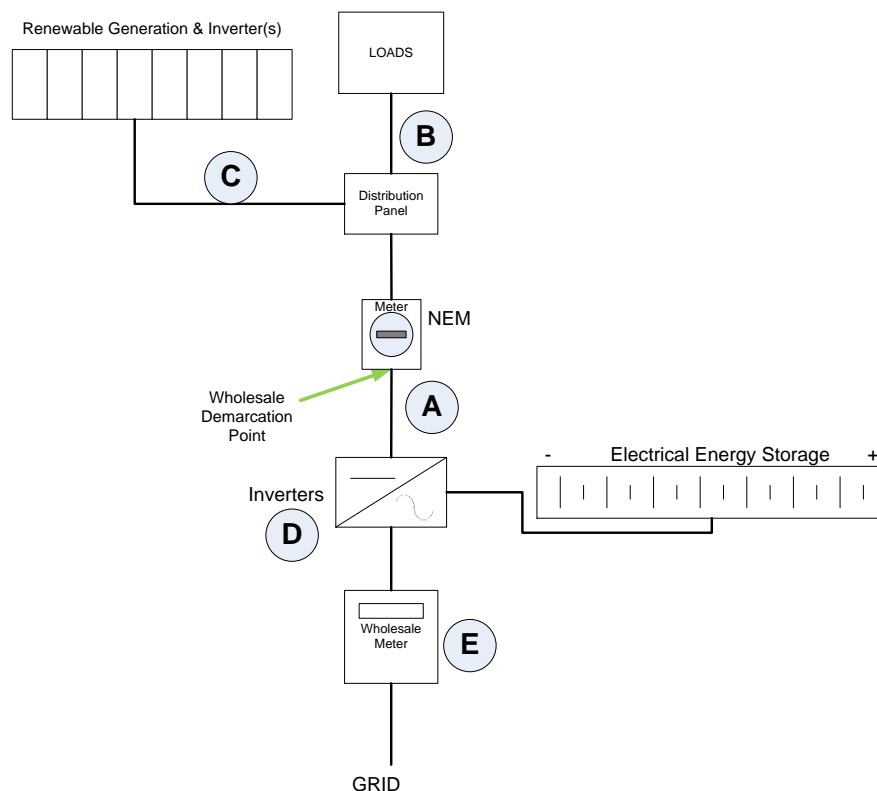 Renewable Generation & Inverter(s)
LOADS
B
C
Distribution
Panel
Meter
NEM
Wholesale
Demarcation
Point
A
- Electrical Energy Storage +
Inverters
D
Wholesale
Meter
E
GRID